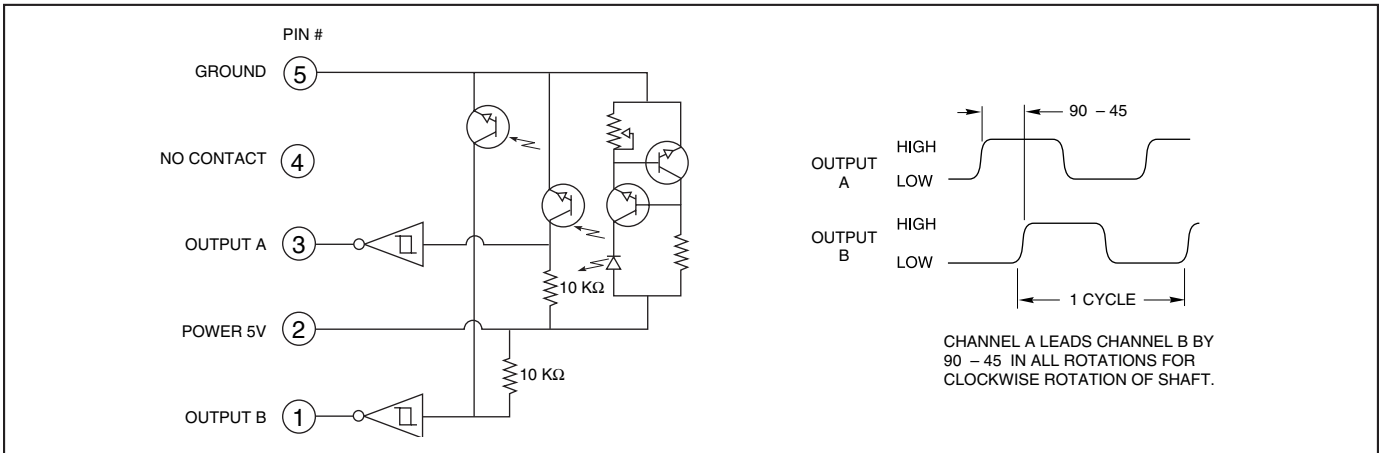 PIN #
GROUND 5
NO CONTACT 4
OUTPUT A 3
10 KΩ
POWER 5V 2
10 KΩ
OUTPUT B 1
90 – 45
OUTPUT
A
HIGH
LOW
OUTPUT
B
HIGH
LOW
1 CYCLE
CHANNEL A LEADS CHANNEL B BY
90 – 45 IN ALL ROTATIONS FOR
CLOCKWISE ROTATION OF SHAFT.